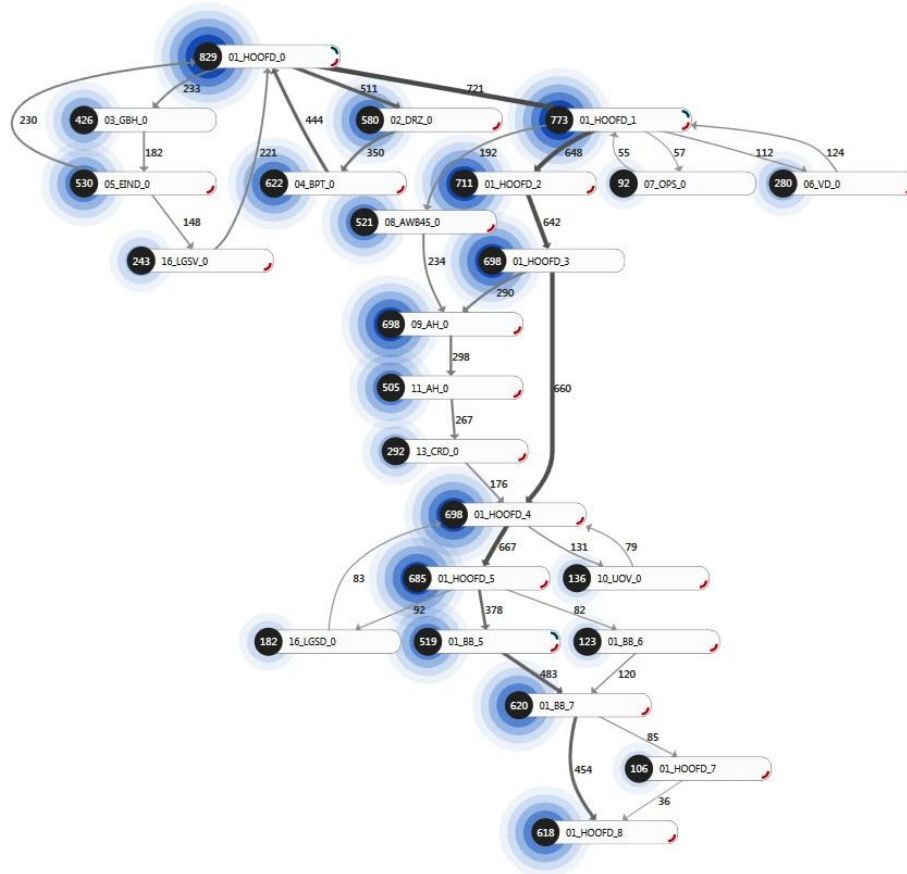 829 01_HOOFD_0
233
511
721
230
426 03_GBH_0
444
580 02_DRZ_0
773 01_HOOFD_1
182
221
350
192
648
55
57
112
124
530 05_EIND_0
622 04_BPT_0
711 01_HOOFD_2
92 07_OPS_0
280 06_VD_0
148
521 08_AWB45_0
642
243 16_LGSV_0
234
698 01_HOOFD_3
290
698 09_AH_0
298
505 11_AH_0
660
267
292 13_CRD_0
176
698 01_HOOFD_4
667
131
79
83
685 01_HOOFD_5
136 10_UOV_0
92
378
82
182 16_LGSD_0
519 01_BB_5
123 01_BB_6
483
120
620 01_BB_7
85
454
106 01_HOOFD_7
36
618 01_HOOFD_8